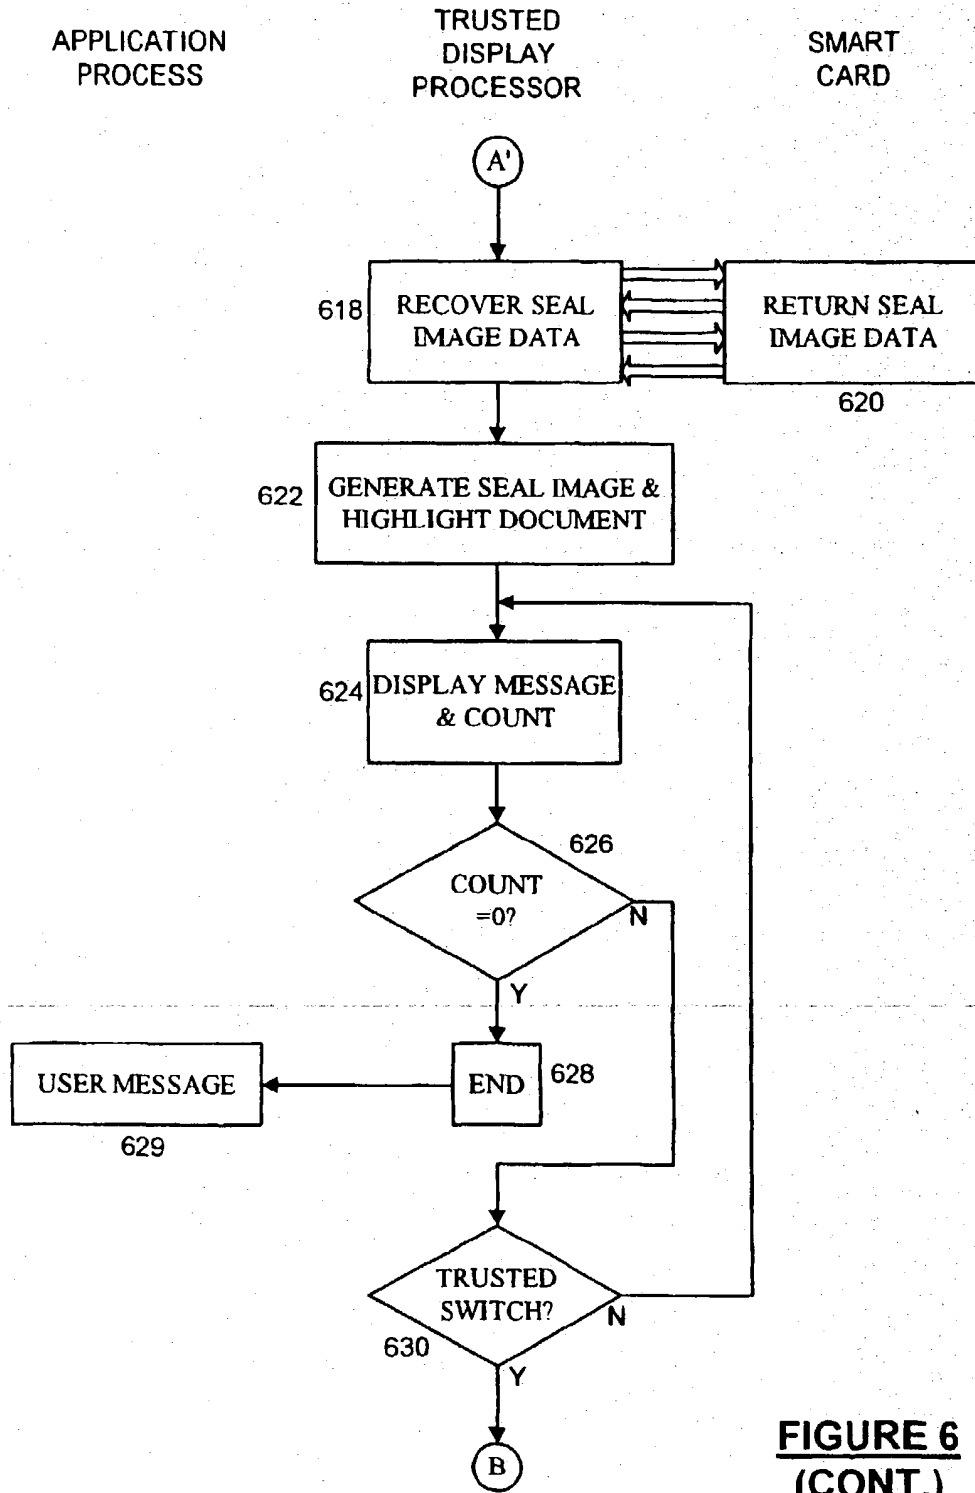 APPLICATION
PROCESS
TRUSTED
DISPLAY
PROCESSOR
SMART
CARD
A'
618
RECOVER SEAL
IMAGE DATA
RETURN SEAL
IMAGE DATA
620
622
GENERATE SEAL IMAGE &
HIGHLIGHT DOCUMENT
624
DISPLAY MESSAGE
& COUNT
626
COUNT
=0?
N
Y
USER MESSAGE
629
END
628
TRUSTED
SWITCH?
N
630
Y
B
FIGURE 6
(CONT.)